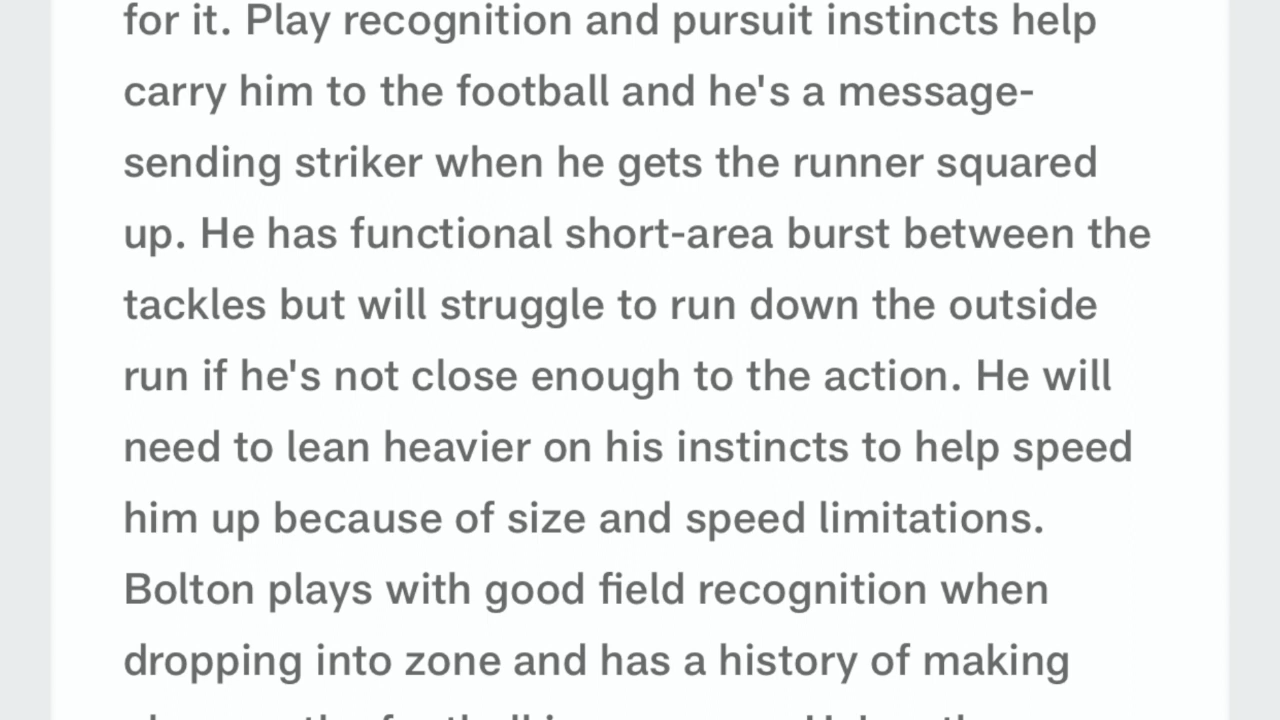 for it. Play recognition and pursuit instincts help
carry him to the football and he's a message-
sending striker when he gets the runner squared
up. He has functional short-area burst between the
tackles but will struggle to run down the outside
run if he's not close enough to the action. He will
need to lean heavier on his instincts to help speed
him up because of size and speed limitations.
Bolton plays with good field recognition when
dropping into zone and has a history of making